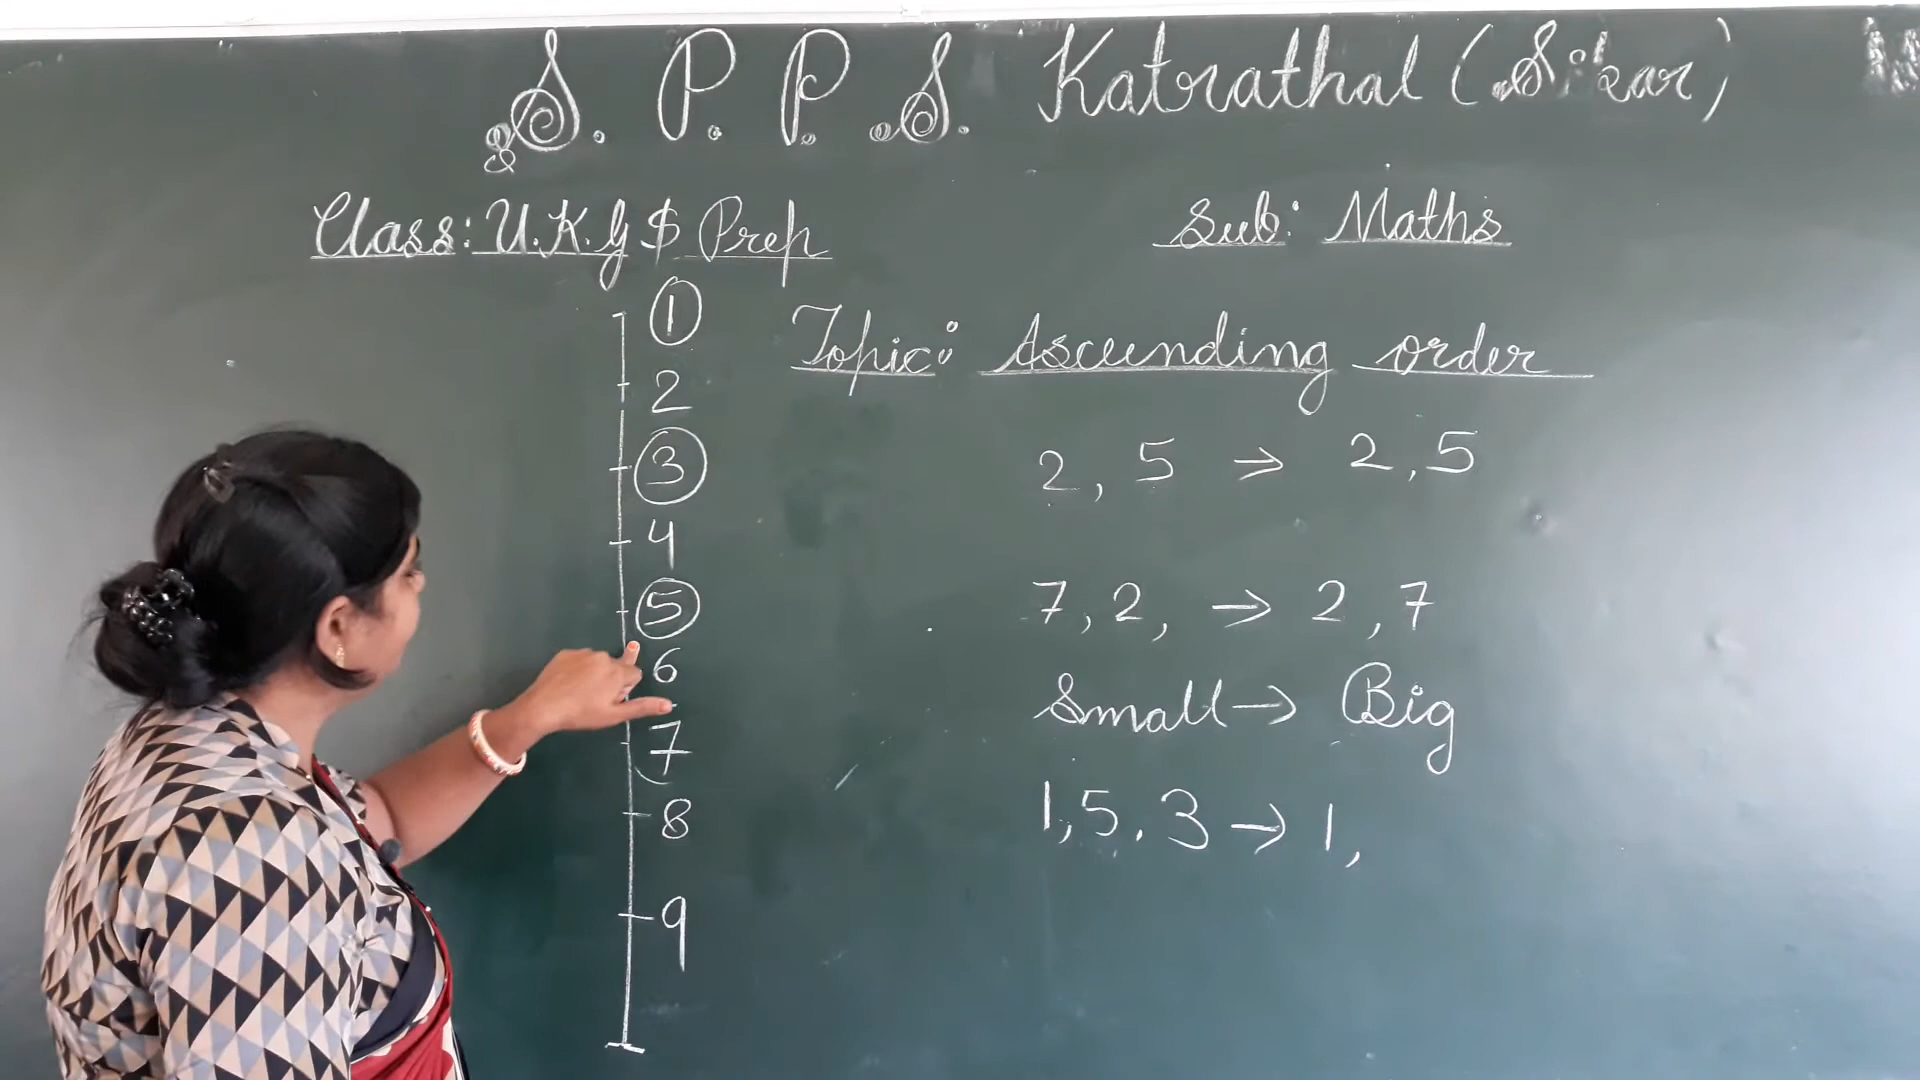 S. P. P. S. Katrathal (Sikar)
Class: U.K.G $ Prep
Sub: Maths
Topic: Ascending order
1
2
3
4
5
6
7
8
9
2, 5 → 2, 5
7, 2, → 2, 7
Small → Big
1, 5, 3 → 1,